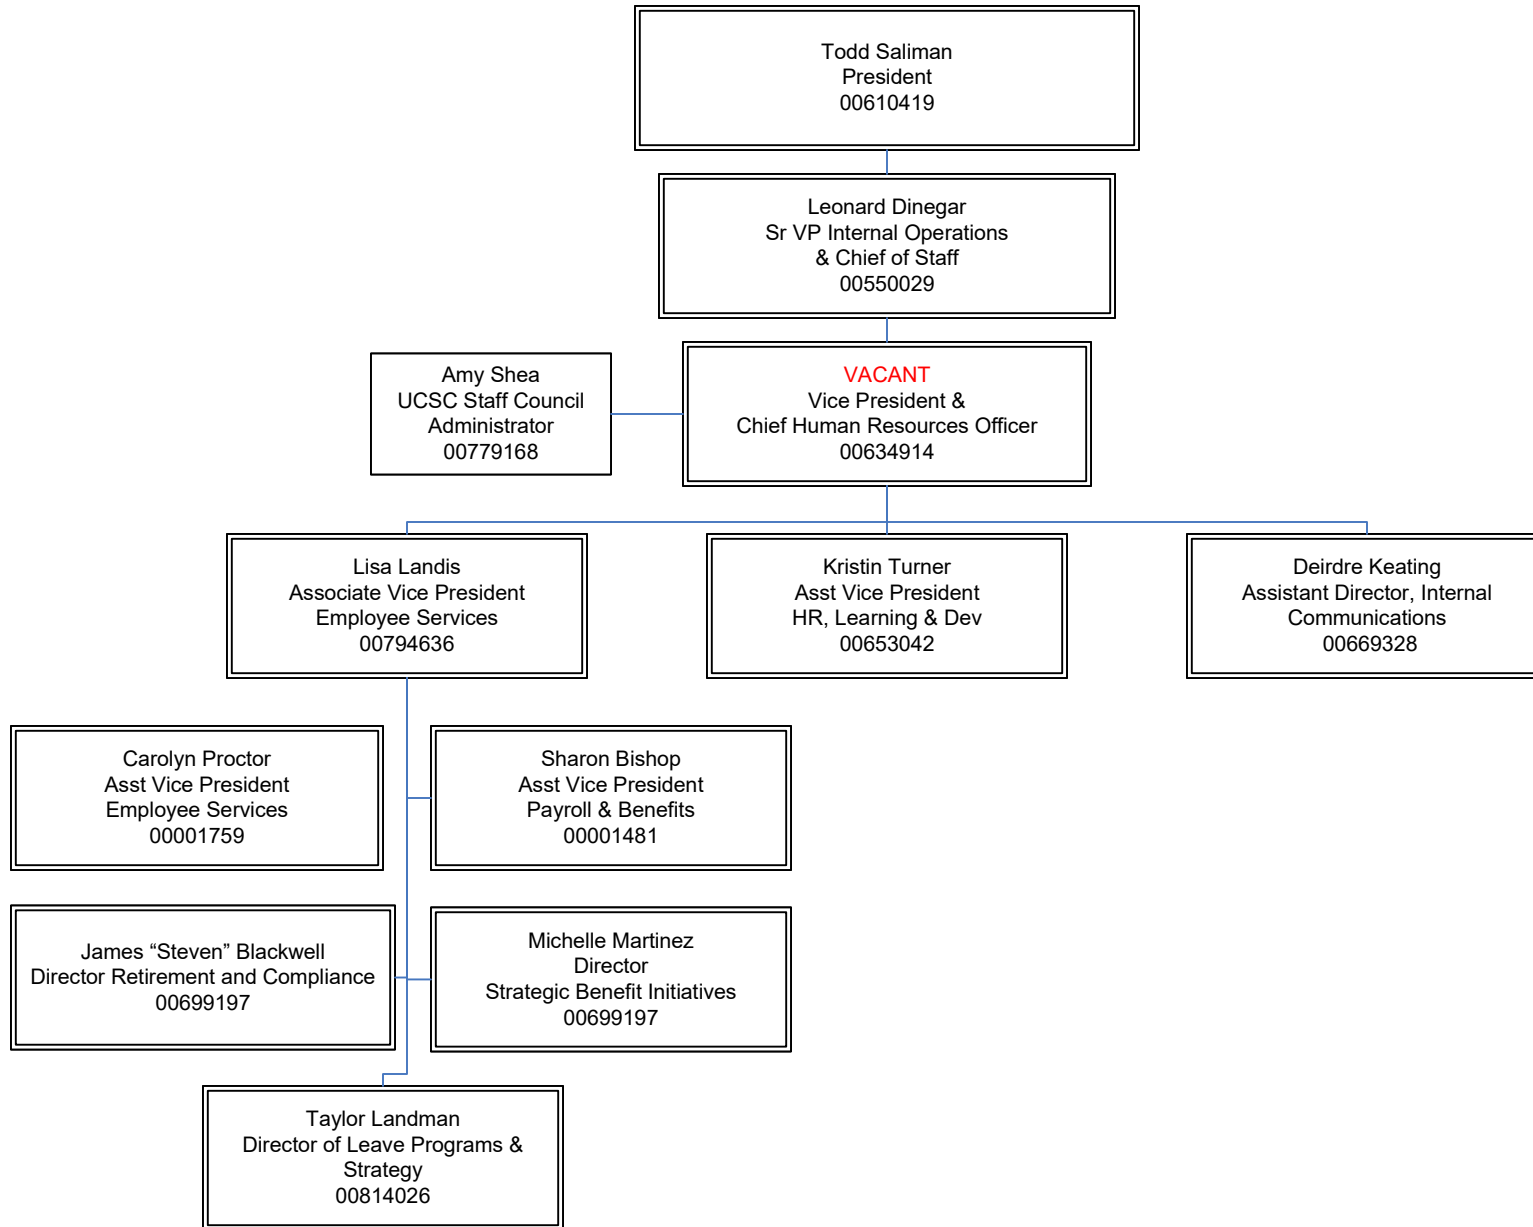 Todd Saliman
President
00610419
Leonard Dinegar
Sr VP Internal Operations
& Chief of Staff
00550029
Amy Shea
UCSC Staff Council
Administrator
00779168
VACANT
Vice President &
Chief Human Resources Officer
00634914
Lisa Landis
Associate Vice President
Employee Services
00794636
Kristin Turner
Asst Vice President
HR, Learning & Dev
00653042
Deirdre Keating
Assistant Director, Internal
Communications
00669328
Carolyn Proctor
Asst Vice President
Employee Services
00001759
Sharon Bishop
Asst Vice President
Payroll & Benefits
00001481
James “Steven” Blackwell
Director Retirement and Compliance
00699197
Michelle Martinez
Director
Strategic Benefit Initiatives
00699197
Taylor Landman
Director of Leave Programs &
Strategy
00814026